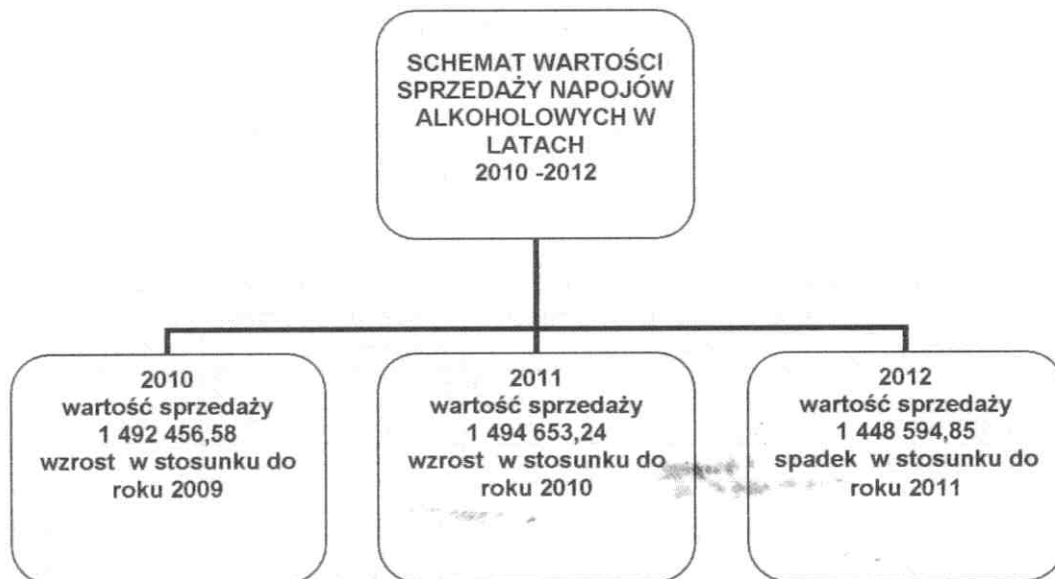 SCHEMAT WARTOŚCI
SPRZEDAŻY NAPOJÓW
ALKOHOLOWYCH W
LATACH
2010 -2012
2010
wartość sprzedaży
1 492 456,58
wzrost w stosunku do
roku 2009
2011
wartość sprzedaży
1 494 653,24
wzrost w stosunku do
roku 2010
2012
wartość sprzedaży
1 448 594,85
spadek w stosunku do
roku 2011